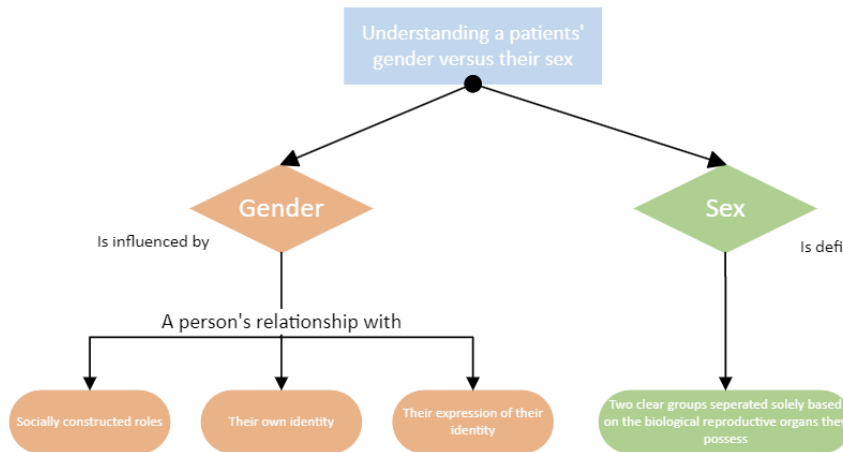 Understanding a patients'
gender versus their sex
Gender
Sex
Is influenced by
Is defi
A person's relationship with
Socially constructed roles
Their own identity
Their expression of their
identity
Two clear groups seperated solely based
on the biological reproductive organs they
possess